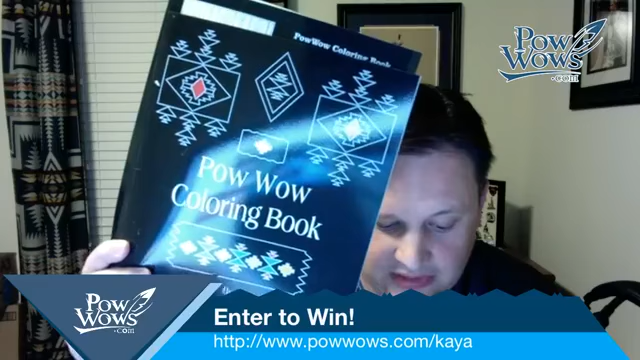 PowWow Coloring Book
Pow
Wows
.com
Pow Wow
Coloring Book
Pow
Wows
.com
Enter to Win!
http://www.powwows.com/kaya